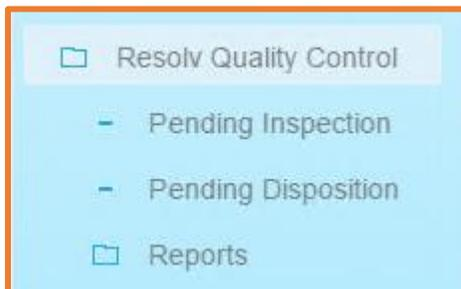 Resolv Quality Control
Pending Inspection
Pending Disposition
Reports